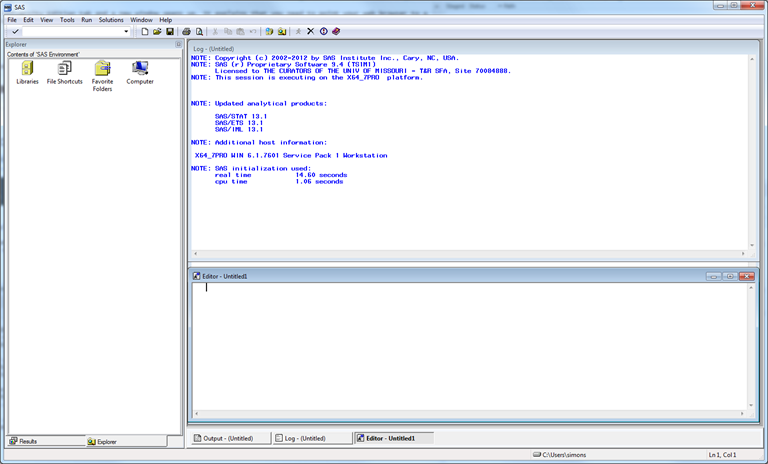 SAS
File Edit View Tools Run Solutions Window Help
Explorer
Contents of 'SAS Environment'
Libraries
File Shortcuts
Favorite Folders
Computer
Log - (Untitled)
NOTE: Copyright (c) 2002-2012 by SAS Institute Inc., Cary, NC, USA.
NOTE: SAS (r) Proprietary Software 9.4 (TS1M1)
Licensed to THE CURATORS OF THE UNIV OF MISSOURI - T&R SFA, Site 70084888.
NOTE: This session is executing on the X64_7PRO platform.
NOTE: Updated analytical products:
SAS/STAT 13.1
SAS/ETS 13.1
SAS/IML 13.1
NOTE: Additional host information:
X64_7PRO WIN 6.1.7601 Service Pack 1 Workstation
NOTE: SAS initialization used:
real time 14.60 seconds
cpu time 1.06 seconds
Editor - Untitled1
Results
Explorer
Output - (Untitled)
Log - (Untitled)
Editor - Untitled1
C:\Users\simons
Ln 1, Col 1